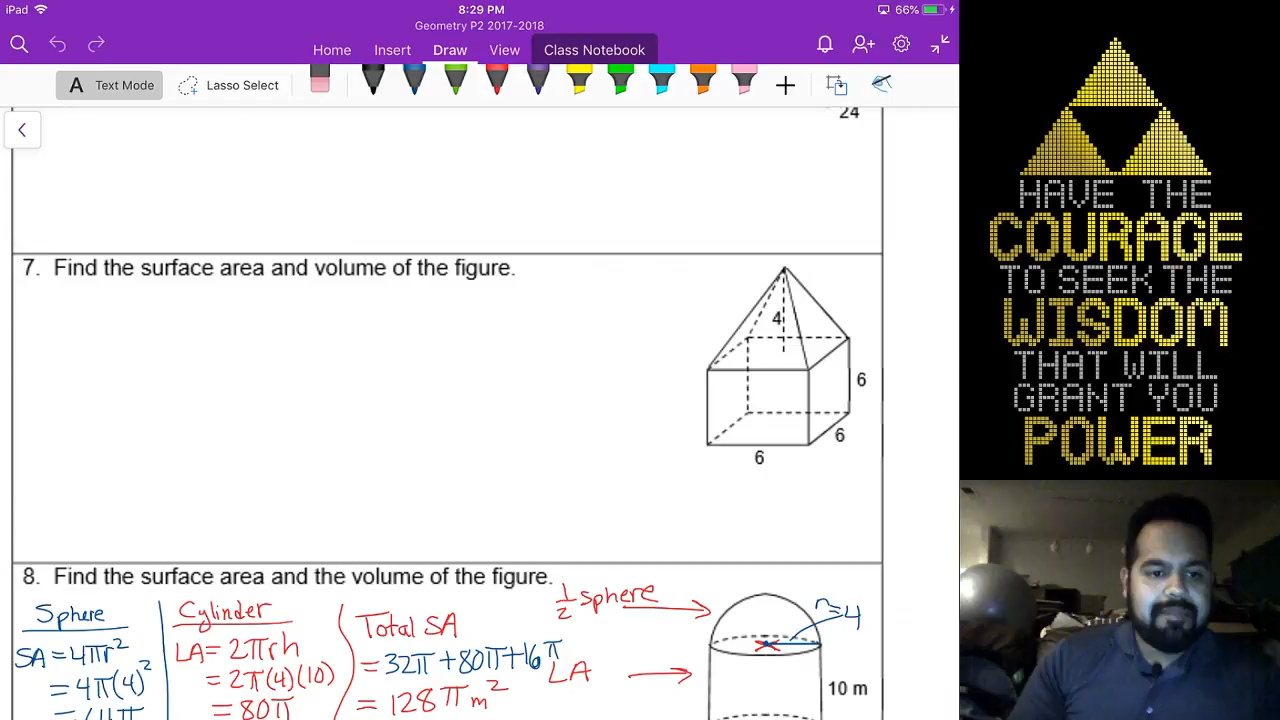 iPad
8:29 PM
66%
Geometry P2 2017-2018
Home Insert Draw View Class Notebook
A Text Mode Lasso Select
24
7. Find the surface area and volume of the figure.
4
6
6
6
8. Find the surface area and the volume of the figure.
Sphere
SA = 4πr²
= 4π(4)²
Cylinder
LA = 2πrh
= 2π(4)(10)
= 80π
Total SA
= 32π + 80π + 16π
= 128π m²
½ sphere
r=4
LA
10 m
HAVE THE
COURAGE
TO SEEK THE
WISDOM
THAT WILL
GRANT YOU
POWER